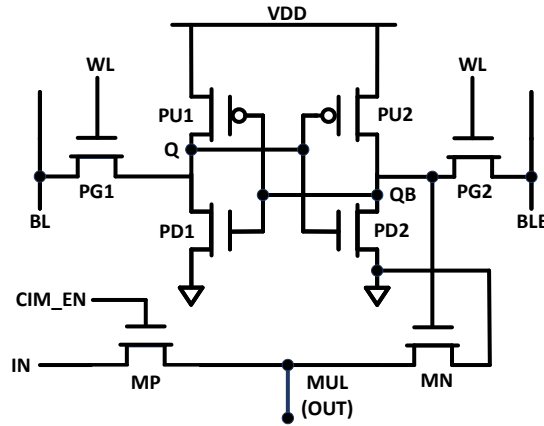 VDD
WL
WL
PU1
PU2
Q
PG1
PG2
QB
BL
BLB
PD1
PD2
CIM_EN
IN
MP
MUL
(OUT)
MN